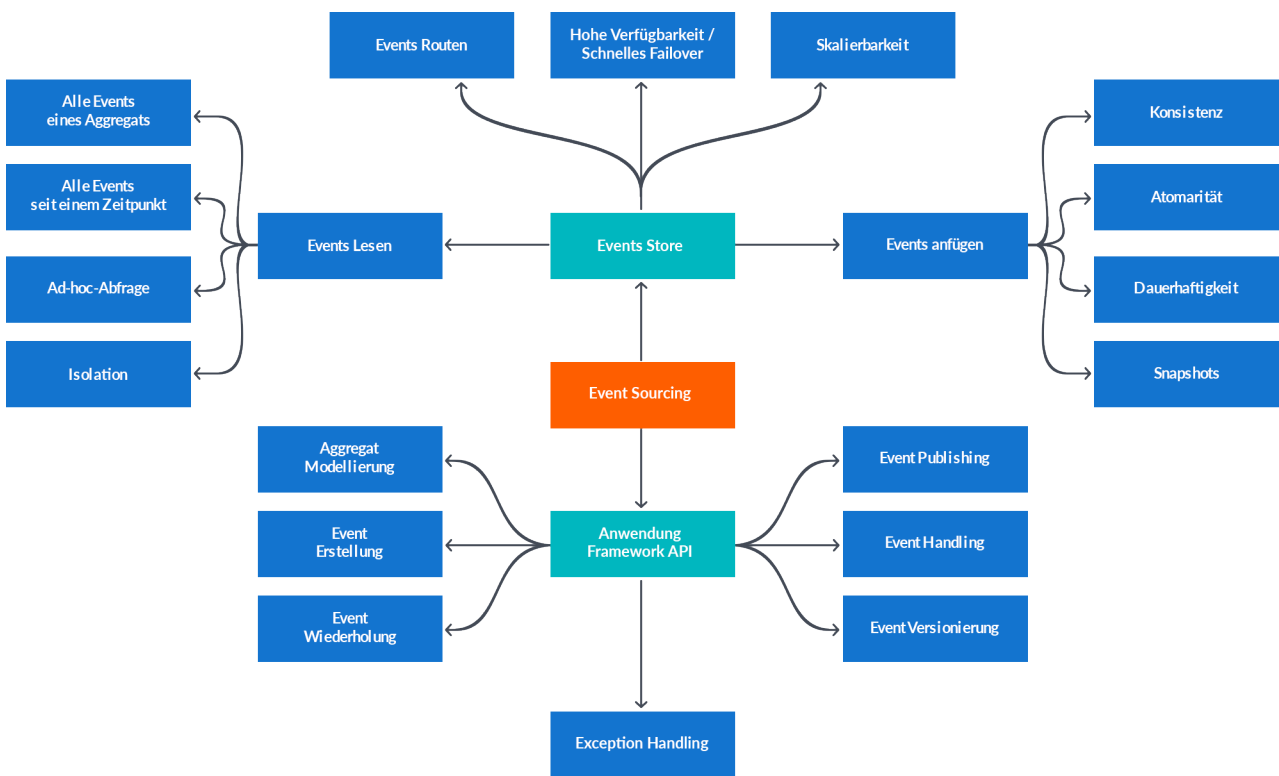 Events Routen
Hohe Verfügbarkeit /
Schnelles Failover
Skalierbarkeit
Alle Events
eines Aggregats
Alle Events
seit einem Zeitpunkt
Ad-hoc-Abfrage
Isolation
Events Lesen
Events Store
Events anfügen
Konsistenz
Atomarität
Dauerhaftigkeit
Snapshots
Event Sourcing
Aggregat
Modellierung
Event
Erstellung
Event
Wiederholung
Anwendung
Framework API
Event Publishing
Event Handling
Event Versionierung
Exception Handling